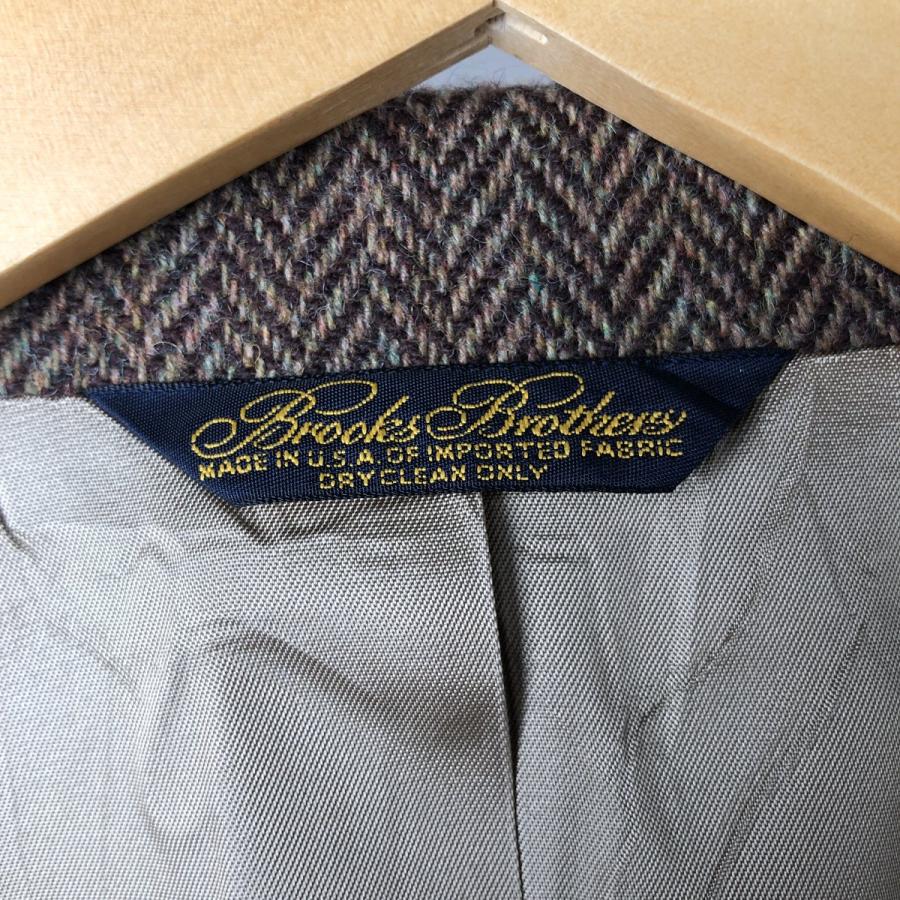 Brooks Brothers
MADE IN U.S.A. OF IMPORTED FABRIC
DRY CLEAN ONLY